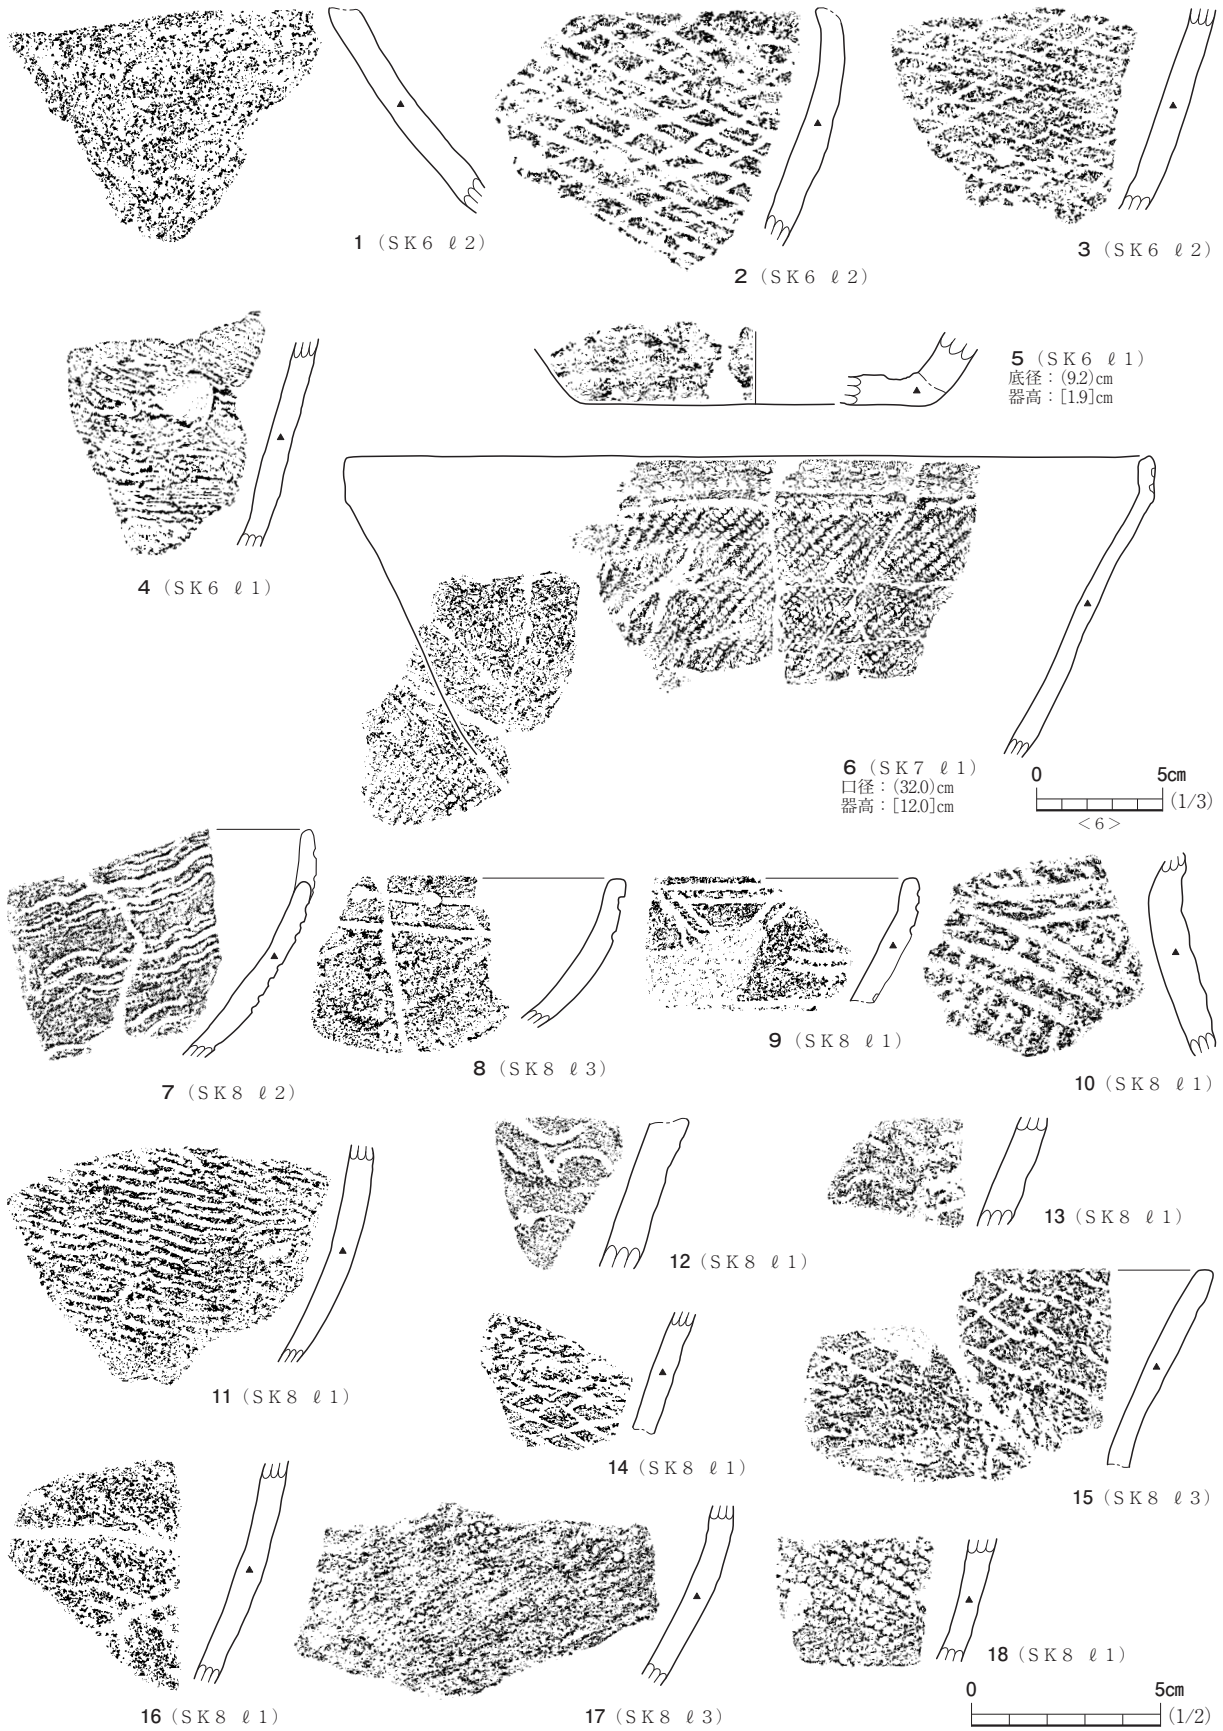 1 (SK6 ℓ2)
2 (SK6 ℓ2)
3 (SK6 ℓ2)
4 (SK6 ℓ1)
5 (SK6 ℓ1)
底径：(9.2)cm
器高：[1.9]cm
6 (SK7 ℓ1)
口径：(32.0)cm
器高：[12.0]cm
0 5cm
(1/3)
<6>
7 (SK8 ℓ2)
8 (SK8 ℓ3)
9 (SK8 ℓ1)
10 (SK8 ℓ1)
11 (SK8 ℓ1)
12 (SK8 ℓ1)
13 (SK8 ℓ1)
14 (SK8 ℓ1)
15 (SK8 ℓ3)
16 (SK8 ℓ1)
17 (SK8 ℓ3)
18 (SK8 ℓ1)
0 5cm
(1/2)